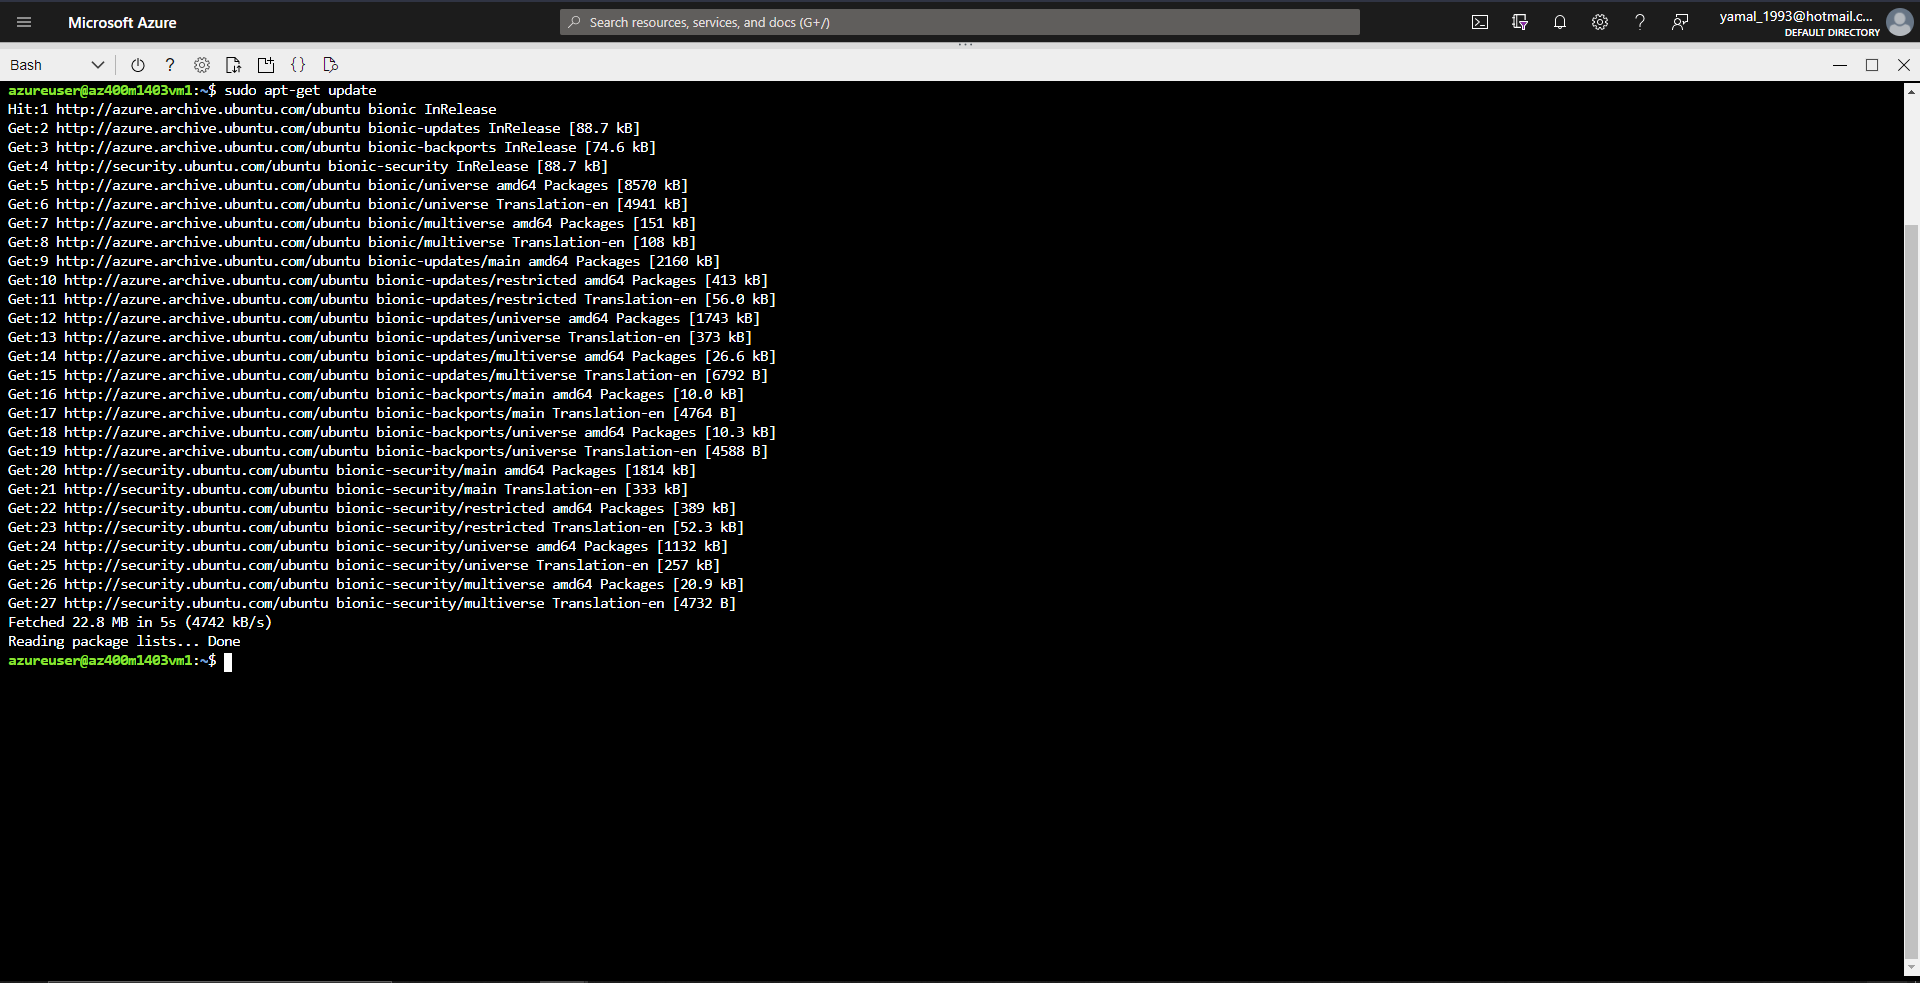 Microsoft Azure
Search resources, services, and docs (G+/)
yamal_1993@hotmail.c...
DEFAULT DIRECTORY
Bash
azureuser@az400m1403vm1:~$ sudo apt-get update
Hit:1 http://azure.archive.ubuntu.com/ubuntu bionic InRelease
Get:2 http://azure.archive.ubuntu.com/ubuntu bionic-updates InRelease [88.7 kB]
Get:3 http://azure.archive.ubuntu.com/ubuntu bionic-backports InRelease [74.6 kB]
Get:4 http://security.ubuntu.com/ubuntu bionic-security InRelease [88.7 kB]
Get:5 http://azure.archive.ubuntu.com/ubuntu bionic/universe amd64 Packages [8570 kB]
Get:6 http://azure.archive.ubuntu.com/ubuntu bionic/universe Translation-en [4941 kB]
Get:7 http://azure.archive.ubuntu.com/ubuntu bionic/multiverse amd64 Packages [151 kB]
Get:8 http://azure.archive.ubuntu.com/ubuntu bionic/multiverse Translation-en [108 kB]
Get:9 http://azure.archive.ubuntu.com/ubuntu bionic-updates/main amd64 Packages [2160 kB]
Get:10 http://azure.archive.ubuntu.com/ubuntu bionic-updates/restricted amd64 Packages [413 kB]
Get:11 http://azure.archive.ubuntu.com/ubuntu bionic-updates/restricted Translation-en [56.0 kB]
Get:12 http://azure.archive.ubuntu.com/ubuntu bionic-updates/universe amd64 Packages [1743 kB]
Get:13 http://azure.archive.ubuntu.com/ubuntu bionic-updates/universe Translation-en [373 kB]
Get:14 http://azure.archive.ubuntu.com/ubuntu bionic-updates/multiverse amd64 Packages [26.6 kB]
Get:15 http://azure.archive.ubuntu.com/ubuntu bionic-updates/multiverse Translation-en [6792 B]
Get:16 http://azure.archive.ubuntu.com/ubuntu bionic-backports/main amd64 Packages [10.0 kB]
Get:17 http://azure.archive.ubuntu.com/ubuntu bionic-backports/main Translation-en [4764 B]
Get:18 http://azure.archive.ubuntu.com/ubuntu bionic-backports/universe amd64 Packages [10.3 kB]
Get:19 http://azure.archive.ubuntu.com/ubuntu bionic-backports/universe Translation-en [4588 B]
Get:20 http://security.ubuntu.com/ubuntu bionic-security/main amd64 Packages [1814 kB]
Get:21 http://security.ubuntu.com/ubuntu bionic-security/main Translation-en [333 kB]
Get:22 http://security.ubuntu.com/ubuntu bionic-security/restricted amd64 Packages [389 kB]
Get:23 http://security.ubuntu.com/ubuntu bionic-security/restricted Translation-en [52.3 kB]
Get:24 http://security.ubuntu.com/ubuntu bionic-security/universe amd64 Packages [1132 kB]
Get:25 http://security.ubuntu.com/ubuntu bionic-security/universe Translation-en [257 kB]
Get:26 http://security.ubuntu.com/ubuntu bionic-security/multiverse amd64 Packages [20.9 kB]
Get:27 http://security.ubuntu.com/ubuntu bionic-security/multiverse Translation-en [4732 B]
Fetched 22.8 MB in 5s (4742 kB/s)
Reading package lists... Done
azureuser@az400m1403vm1:~$